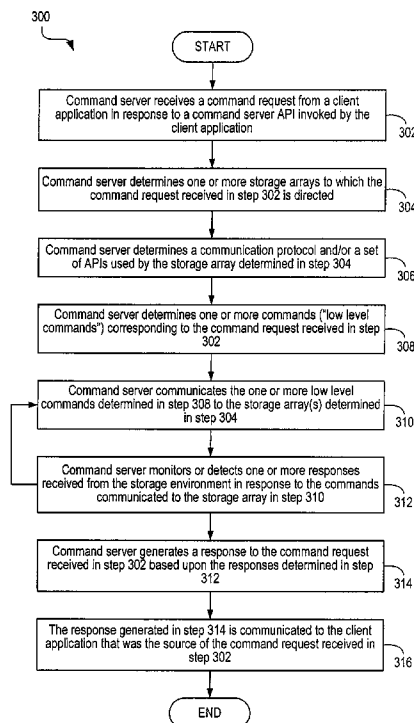 300
START
Command server receives a command request from a client
application in response to a command server API invoked by the
client application
302
Command server determines one or more storage arrays to which the
command request received in step 302 is directed
304
Command server determines a communication protocol and/or a set
of APIs used by the storage array determined in step 304
306
Command server determines one or more commands ("low level
commands") corresponding to the command request received in step
302
308
Command server communicates the one or more low level
commands determined in step 308 to the storage array(s) determined
in step 304
310
Command server monitors or detects one or more responses
received from the storage environment in response to the commands
communicated to the storage array in step 310
312
Command server generates a response to the command request
received in step 302 based upon the responses determined in step
312
314
The response generated in step 314 is communicated to the client
application that was the source of the command request received in
step 302
316
END